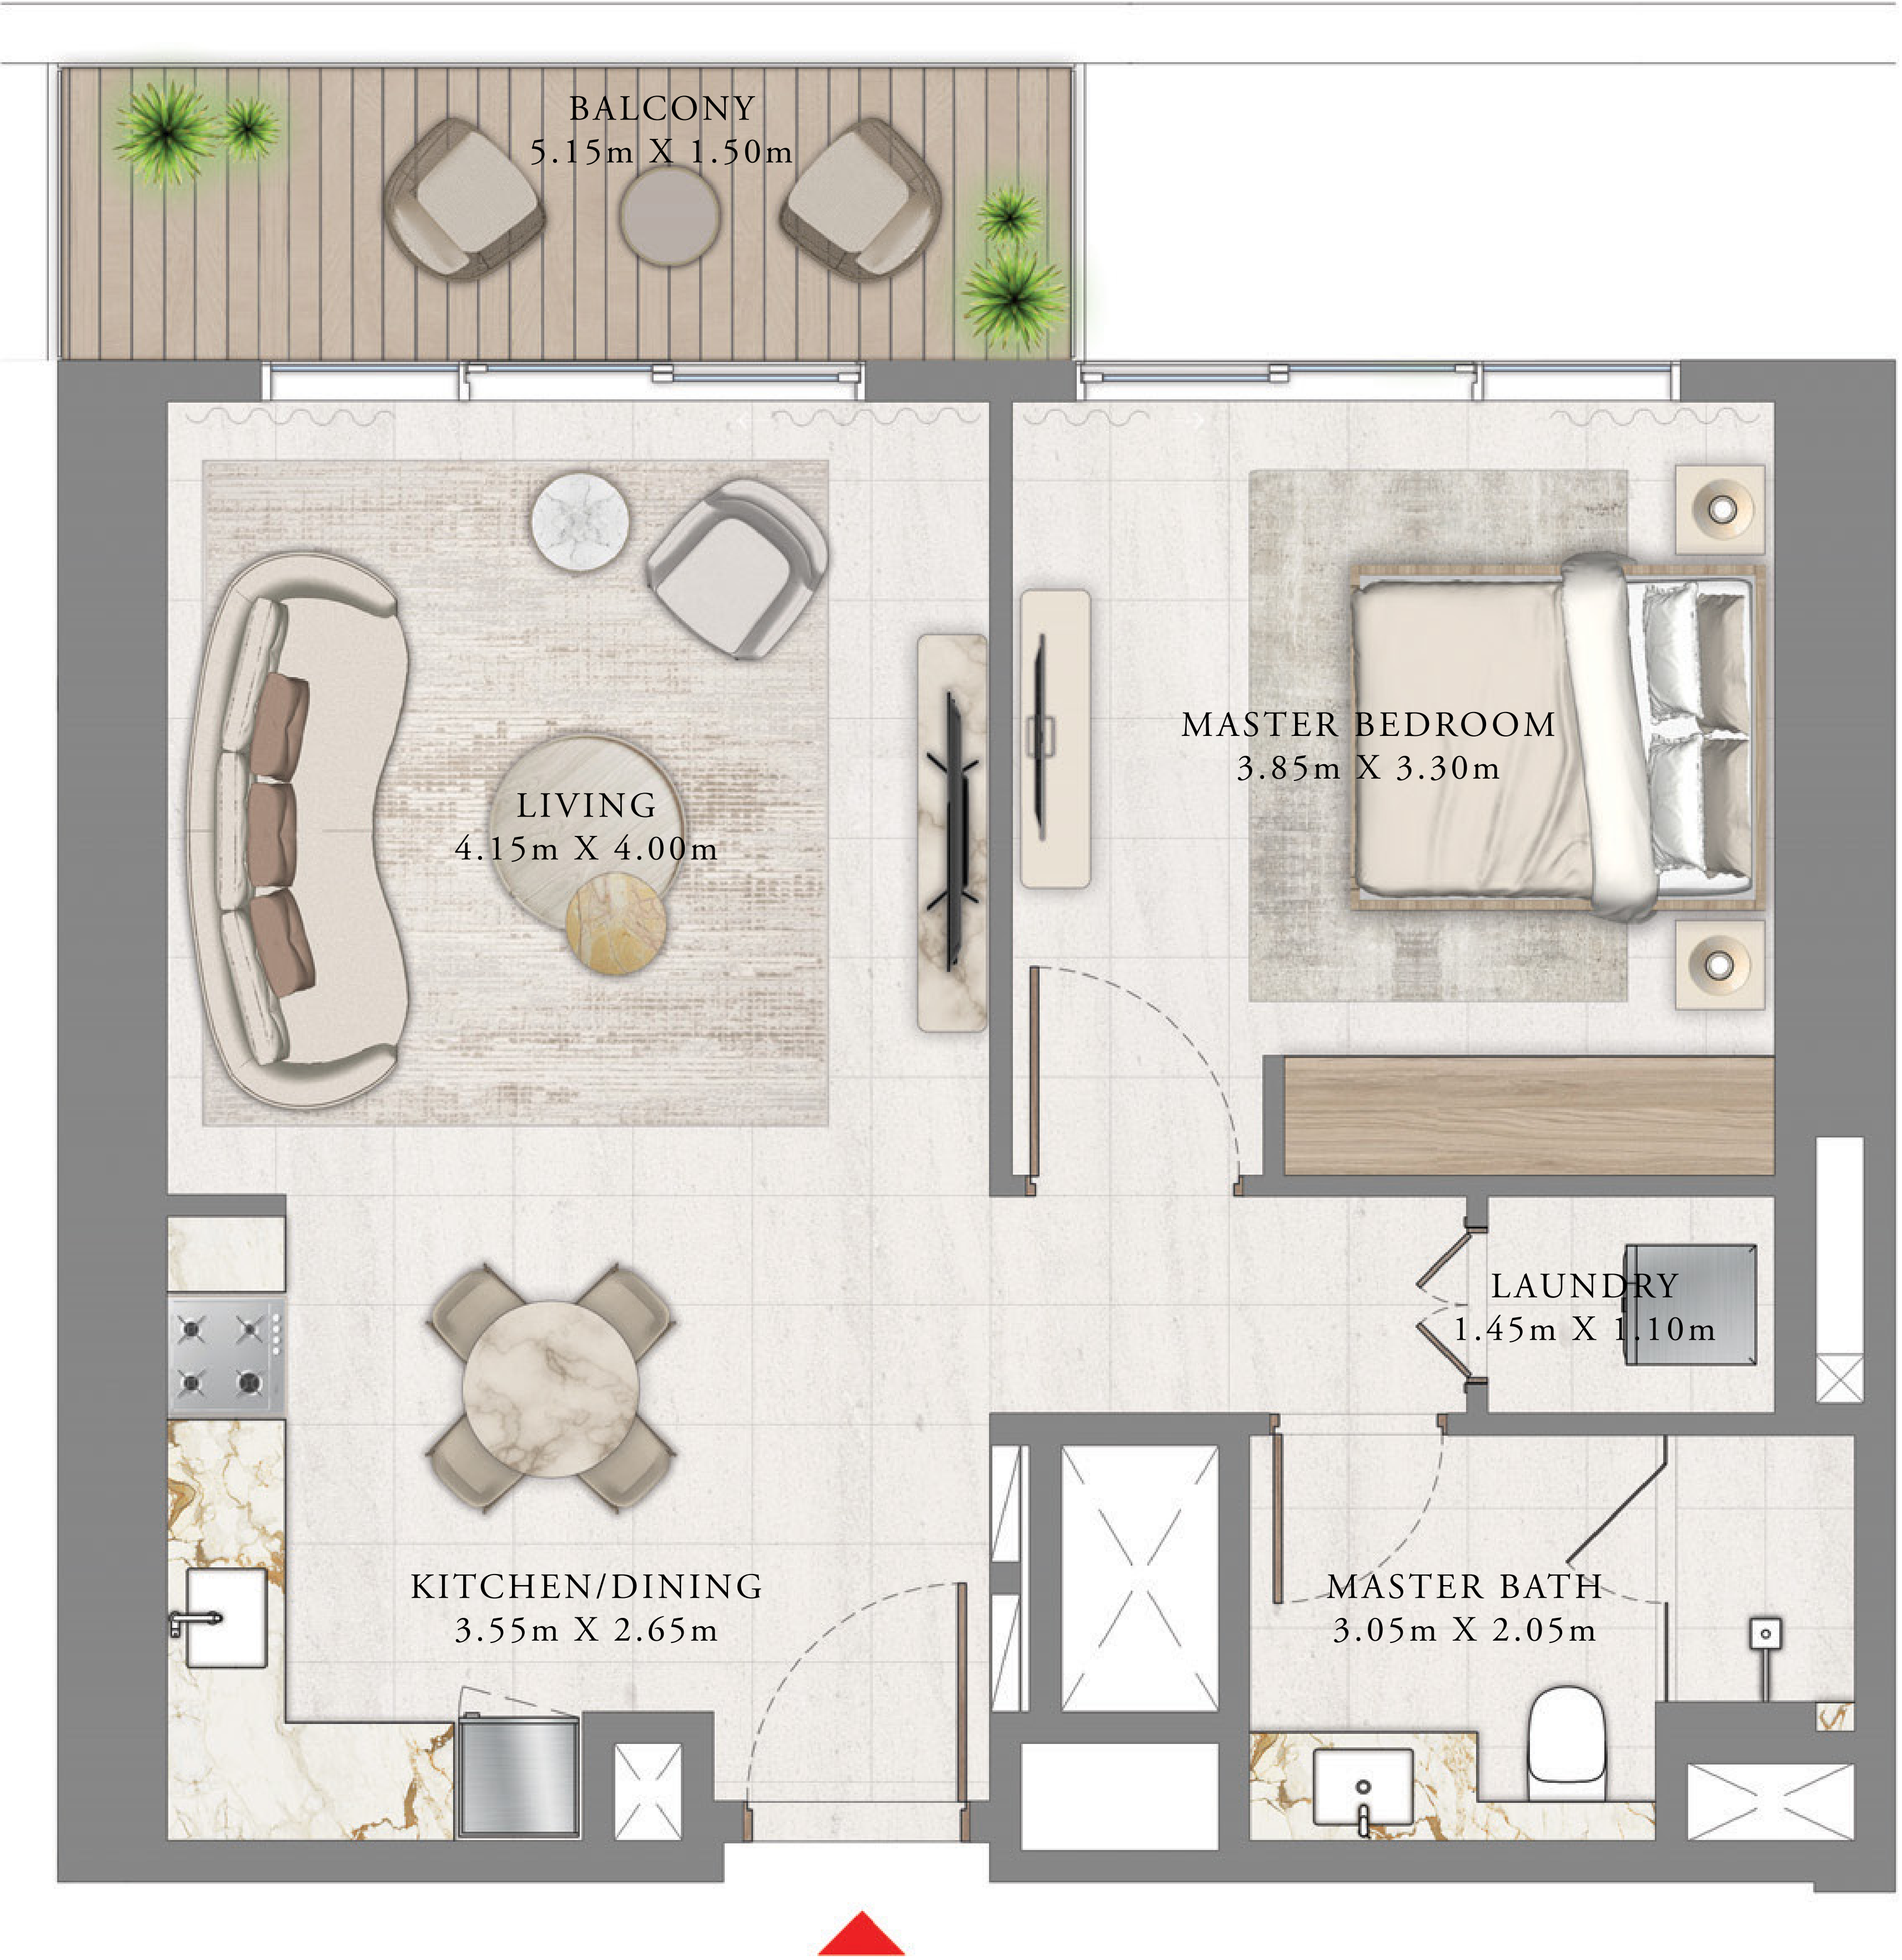 BALCONY
5.15m X 1.50m
MASTER BEDROOM
3.85m X 3.30m
LIVING
4.15m X 4.00m
LAUNDRY
1.45m X 1.10m
KITCHEN/DINING
3.55m X 2.65m
MASTER BATH
3.05m X 2.05m